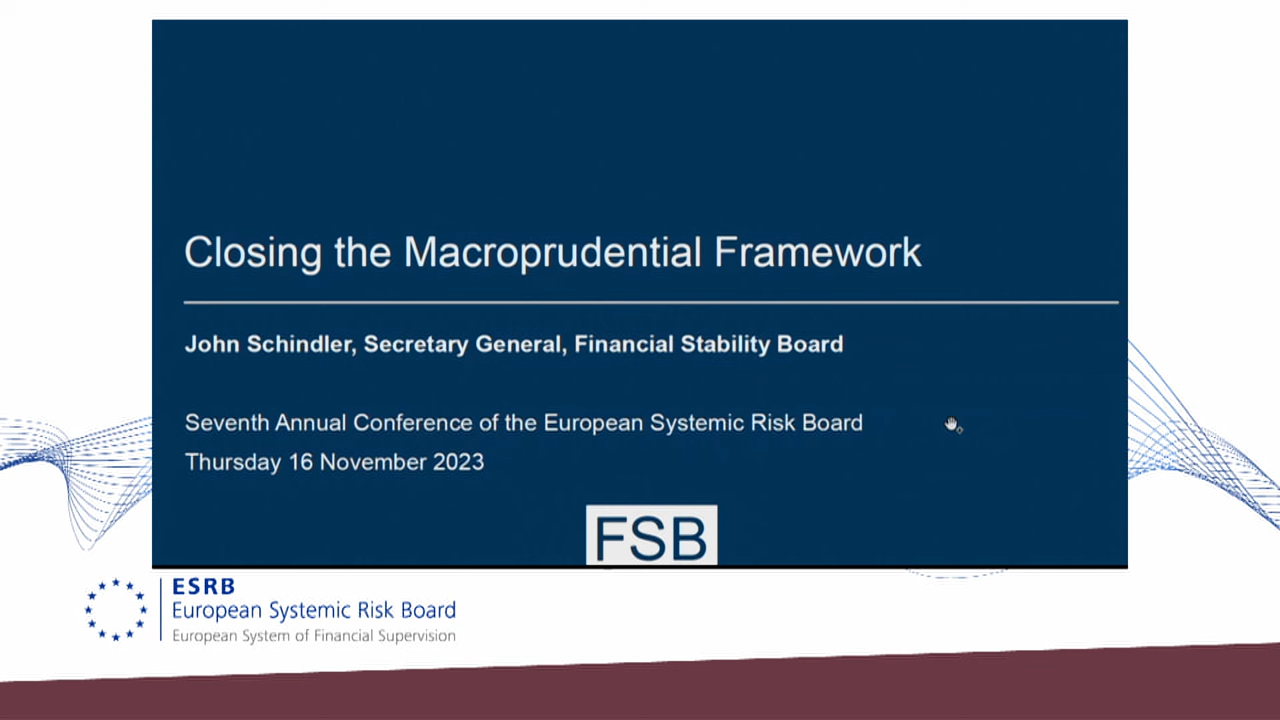 Closing the Macroprudential Framework
John Schindler, Secretary General, Financial Stability Board
Seventh Annual Conference of the European Systemic Risk Board
Thursday 16 November 2023
FSB
ESRB
European Systemic Risk Board
European System of Financial Supervision